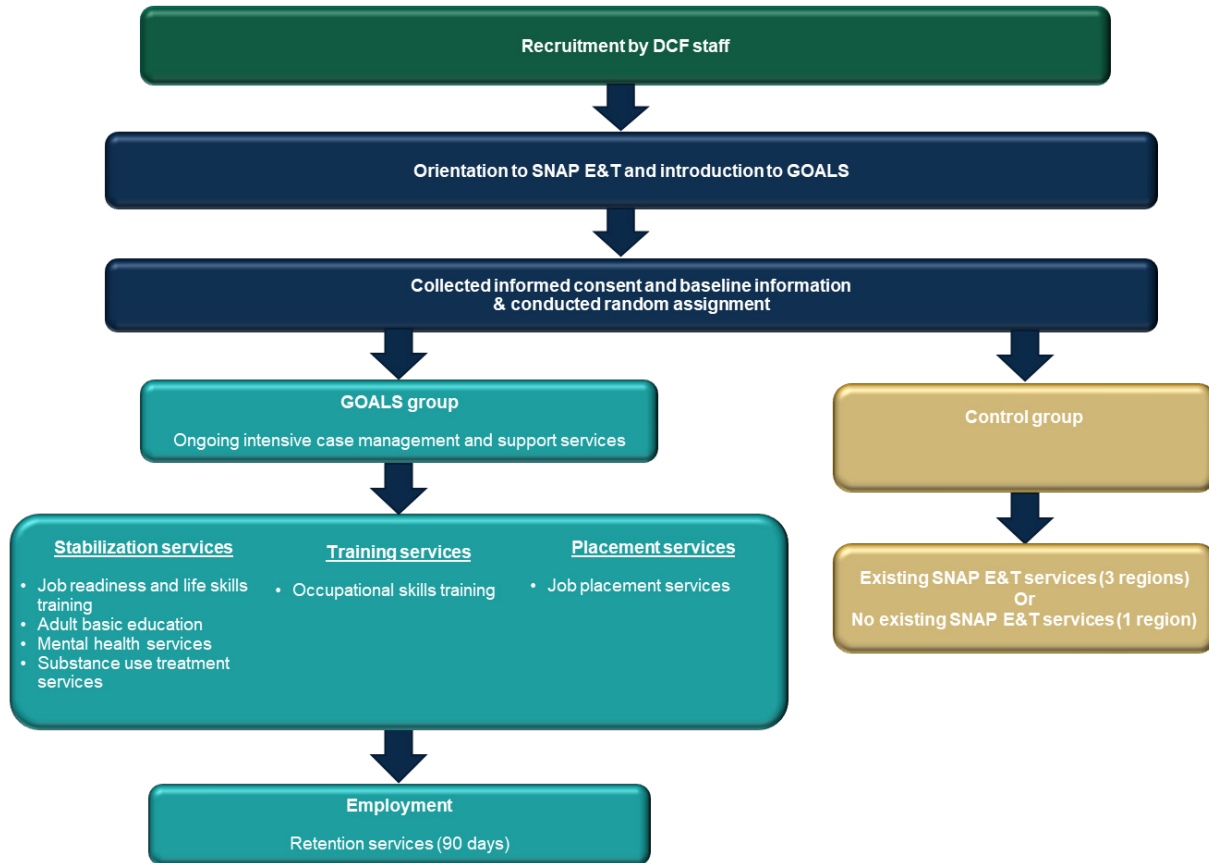 Recruitment by DCF staff
Orientation to SNAP E&T and introduction to GOALS
Collected informed consent and baseline information
& conducted random assignment
GOALS group
Ongoing intensive case management and support services
Control group
Stabilization services
• Job readiness and life skills
training
• Adult basic education
• Mental health services
• Substance use treatment
services
Training services
• Occupational skills training
Placement services
• Job placement services
Existing SNAP E&T services (3 regions)
Or
No existing SNAP E&T services (1 region)
Employment
Retention services (90 days)